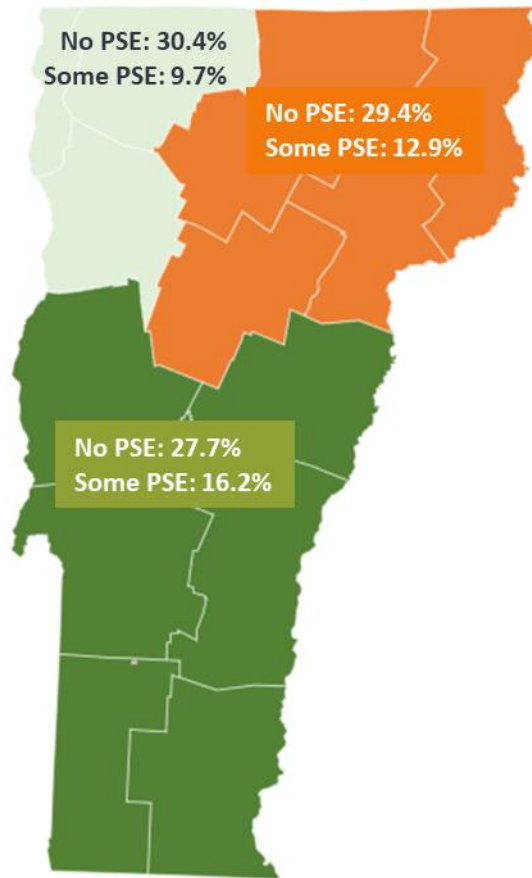 No PSE: 30.4%
Some PSE: 9.7%
No PSE: 29.4%
Some PSE: 12.9%
No PSE: 27.7%
Some PSE: 16.2%